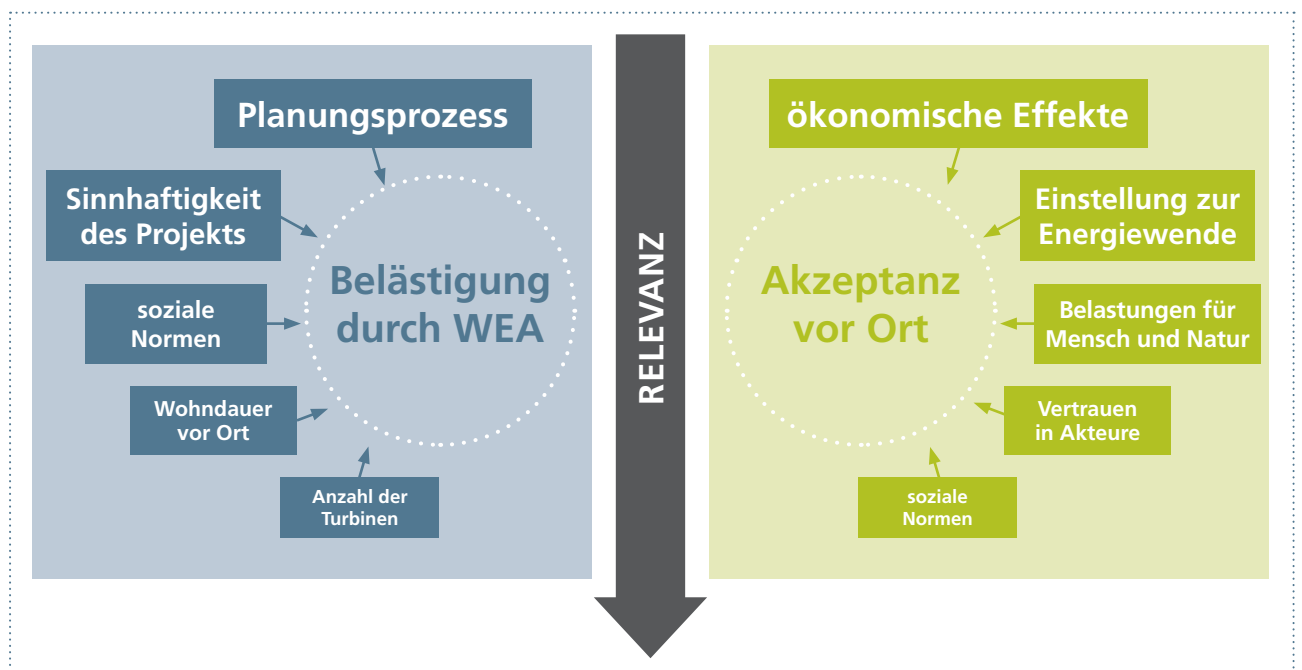 Planungsprozess
Sinnhaftigkeit
des Projekts
soziale
Normen
Wohndauer
vor Ort
Anzahl der
Turbinen
Belästigung
durch WEA
RELEVANZ
ökonomische Effekte
Einstellung zur
Energiewende
Belastungen für
Mensch und Natur
Vertrauen
in Akteure
soziale
Normen
Akzeptanz
vor Ort